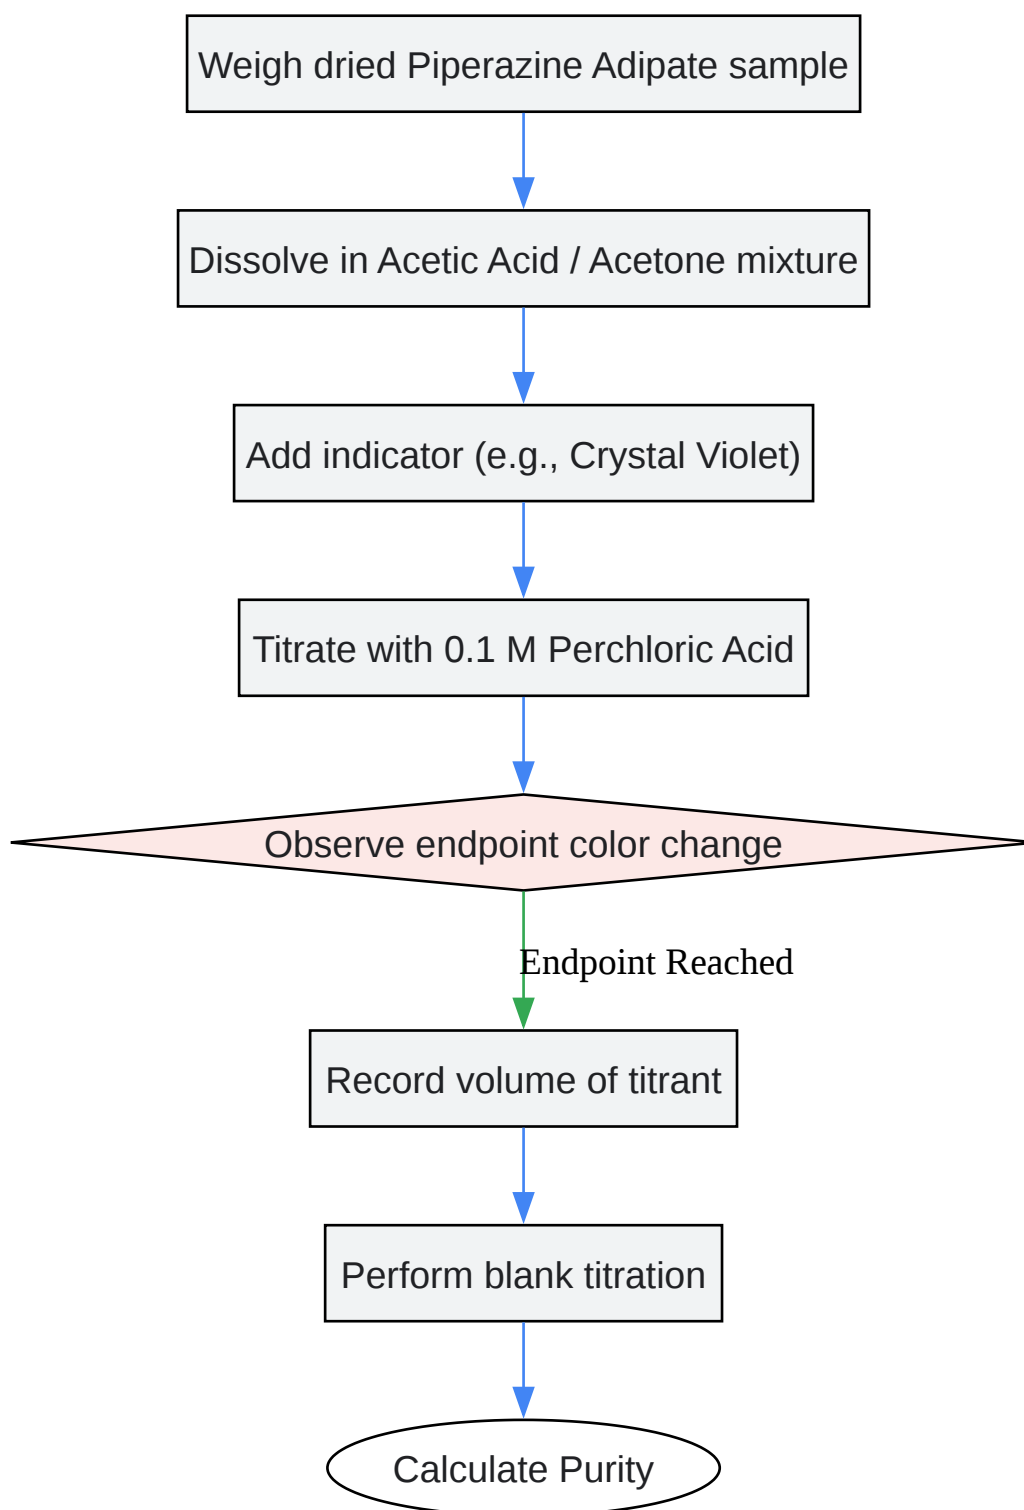 Weigh dried Piperazine Adipate sample
Dissolve in Acetic Acid / Acetone mixture
Add indicator (e.g., Crystal Violet)
Titrate with 0.1 M Perchloric Acid
Observe endpoint color change
Endpoint Reached
Record volume of titrant
Perform blank titration
Calculate Purity